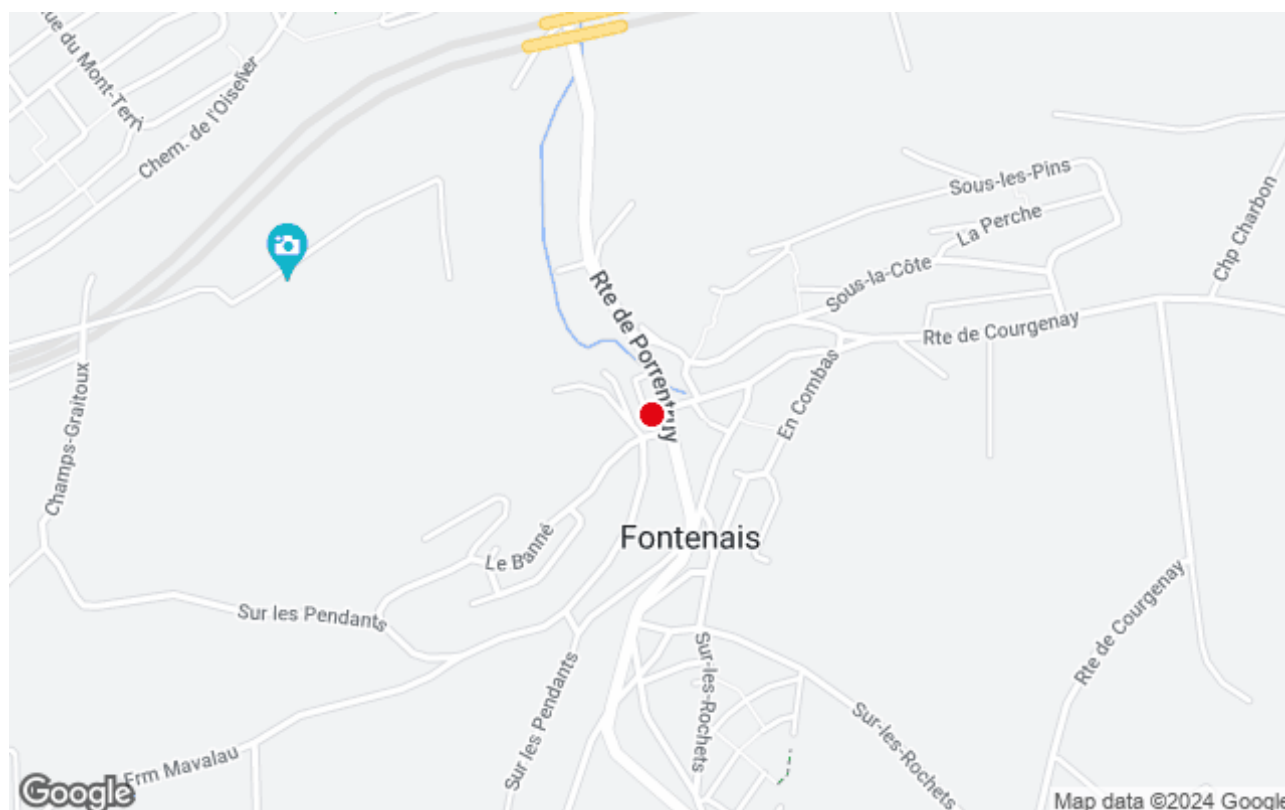 ue du Mont-Terri
Chem. de l'Oiselier
Sous-les-Pins
La Perche
Chp Charbon
Sous-la-Côte
Rte de Porrentruy
Rte de Courgenay
En Combas
Champs-Graitoux
Fontenais
Le Banné
Sur les Pendants
Rte de Courgenay
Sur les Pendants
Sur-les-Rochets
Sur-les-Rochets
Frm Mavalau
Google
Map data ©2024 Google